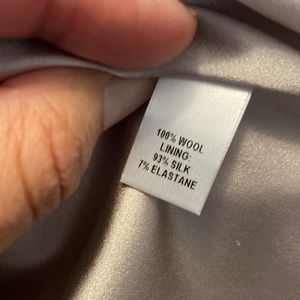 100% WOOL
LINING:
93% SILK
7% ELASTANE